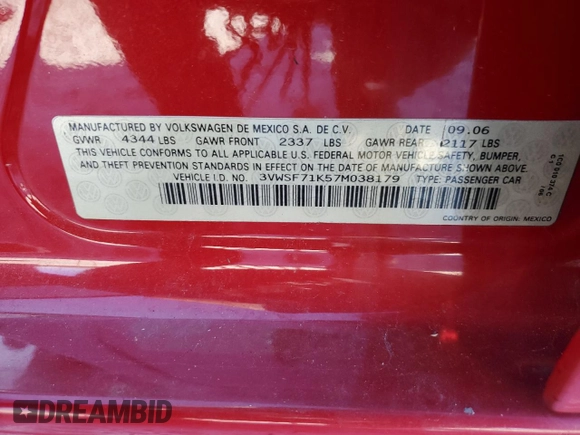 MANUFACTURED BY VOLKSWAGEN DE MEXICO S.A. DE C.V. DATE 09.06
GVWR 4344 LBS GAWR FRONT 2337 LBS GAWR REAR 2117 LBS
THIS VEHICLE CONFORMS TO ALL APPLICABLE U.S. FEDERAL MOTOR VEHICLE SAFETY, BUMPER,
AND THEFT PREVENTION STANDARDS IN EFFECT ON THE DATE OF MANUFACTURE SHOWN ABOVE.
VEHICLE I.D. NO. 3VWSF71K57M038179 TYPE: PASSENGER CAR
COUNTRY OF ORIGIN: MEXICO
DREAMBID